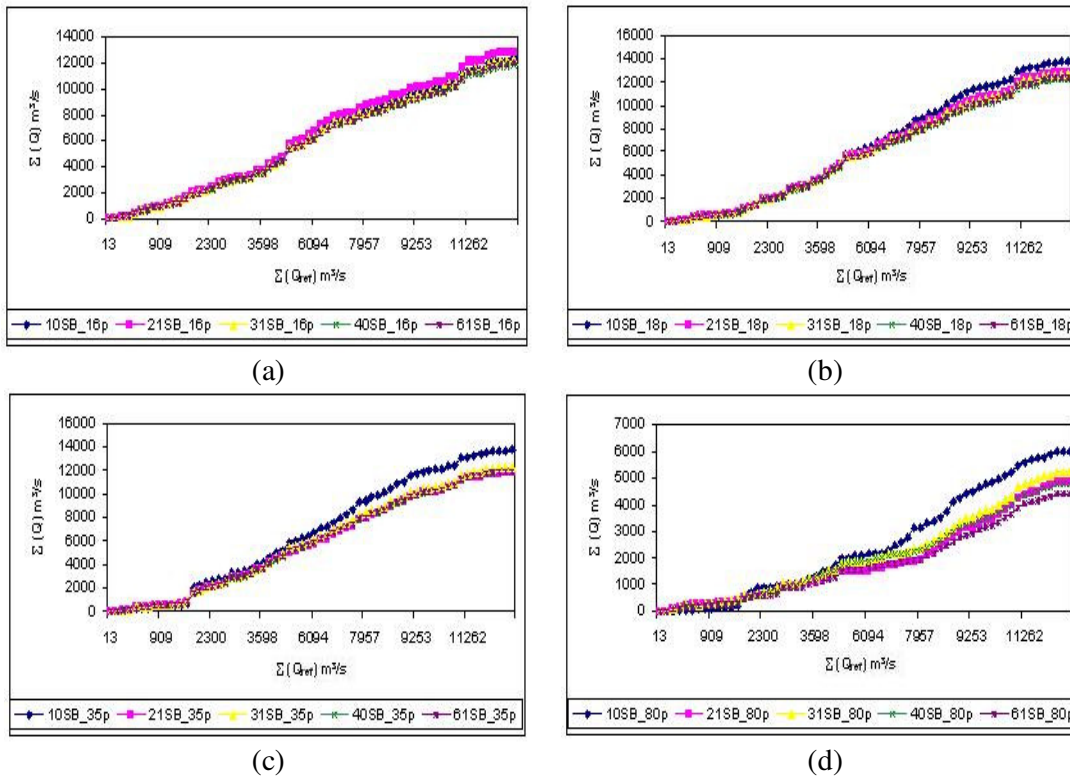 14000
12000
10000
8000
6000
4000
2000
0
Σ (Q) m³/s
13 909 2300 3598 6094 7957 9253 11262
Σ (Qref) m³/s
10SB_16p 21SB_16p 31SB_16p 40SB_16p 61SB_16p
(a)
16000
14000
12000
10000
8000
6000
4000
2000
0
Σ (Q) m³/s
13 909 2300 3598 6094 7957 9253 11262
Σ (Qref) m³/s
10SB_18p 21SB_18p 31SB_18p 40SB_18p 61SB_18p
(b)
16000
14000
12000
10000
8000
6000
4000
2000
0
Σ (Q) m³/s
13 909 2300 3598 6094 7957 9253 11262
Σ (Qref) m³/s
10SB_35p 21SB_35p 31SB_35p 40SB_35p 61SB_35p
(c)
7000
6000
5000
4000
3000
2000
1000
0
Σ (Q) m³/s
13 909 2300 3598 6094 7957 9253 11262
Σ (Qref) m³/s
10SB_80p 21SB_80p 31SB_80p 40SB_80p 61SB_80p
(d)